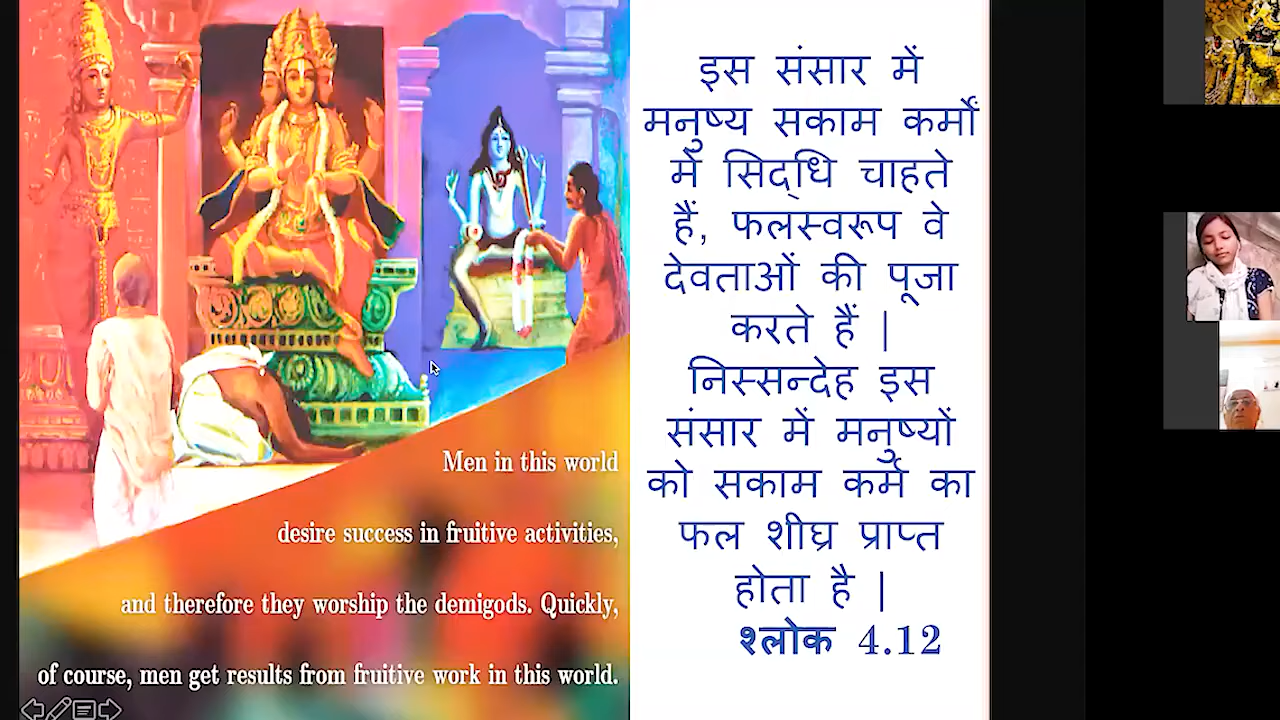 Men in this world
desire success in fruitive activities,
and therefore they worship the demigods. Quickly,
of course, men get results from fruitive work in this world.
इस संसार में
मनुष्य सकाम कर्मों
में सिद्धि चाहते
हैं, फलस्वरूप वे
देवताओं की पूजा
करते हैं |
निस्सन्देह इस
संसार में मनुष्यों
को सकाम कर्म का
फल शीघ्र प्राप्त
होता है |
श्लोक 4.12